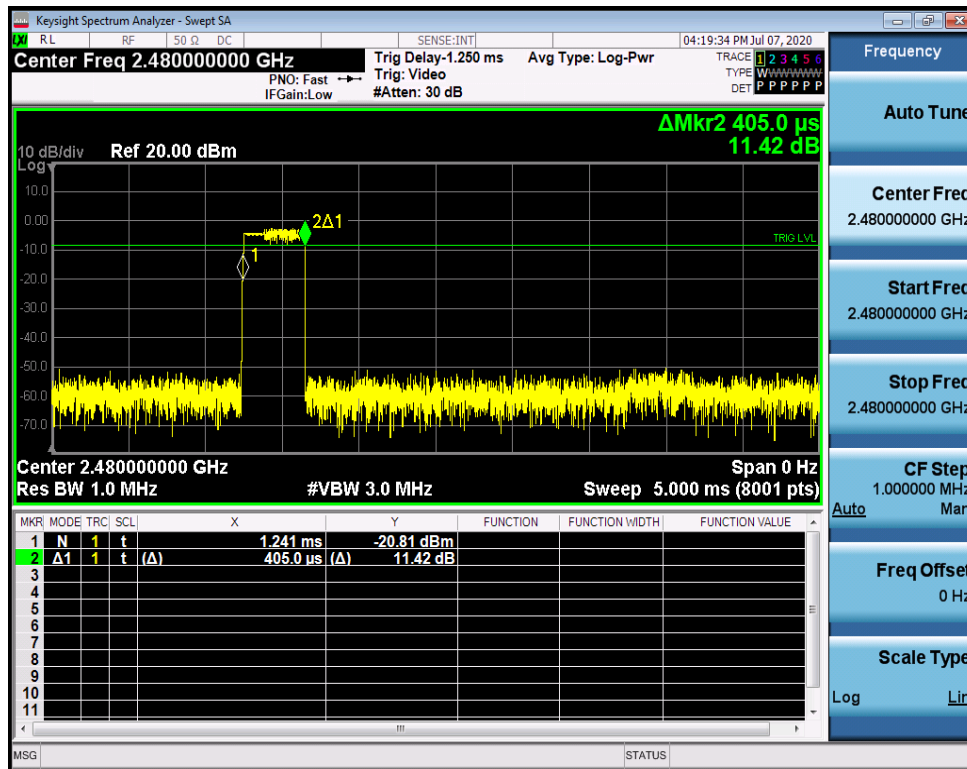 Keysight Spectrum Analyzer - Swept SA
LXI RL RF 50 Ω DC SENSE:INT 04:19:34 PM Jul 07, 2020
Center Freq 2.480000000 GHz
PNO: Fast
IFGain:Low
Trig Delay-1.250 ms
Trig: Video
#Atten: 30 dB
Avg Type: Log-Pwr
TRACE 1 2 3 4 5 6
TYPE WWWWWW
DET P P P P P P
ΔMkr2 405.0 µs
11.42 dB
10 dB/div
Log
Ref 20.00 dBm
10.0
0.00
-10.0
-20.0
-30.0
-40.0
-50.0
-60.0
-70.0
2Δ1
1
TRIG LVL
Center 2.480000000 GHz
Span 0 Hz
Res BW 1.0 MHz
#VBW 3.0 MHz
Sweep 5.000 ms (8001 pts)
MKR MODE TRC SCL X Y FUNCTION FUNCTION WIDTH FUNCTION VALUE
1 N 1 t 1.241 ms -20.81 dBm
2 Δ1 1 t (Δ) 405.0 µs (Δ) 11.42 dB
3
4
5
6
7
8
9
10
11
MSG
STATUS
Frequency
Auto Tune
Center Freq
2.480000000 GHz
Start Freq
2.480000000 GHz
Stop Freq
2.480000000 GHz
CF Step
1.000000 MHz
Auto Man
Freq Offset
0 Hz
Scale Type
Log Lin